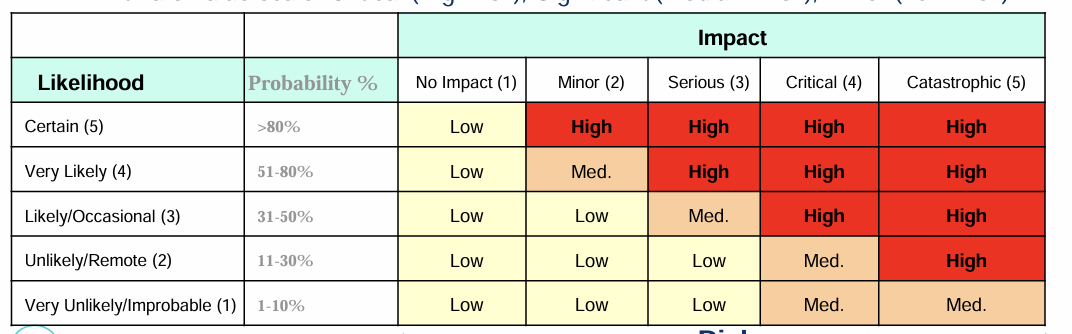 Impact
Likelihood Probability % No Impact (1) Minor (2) Serious (3) Critical (4) Catastrophic (5)
Certain (5) >80% Low High High High High
Very Likely (4) 51-80% Low Med. High High High
Likely/Occasional (3) 31-50% Low Low Med. High High
Unlikely/Remote (2) 11-30% Low Low Low Med. High
Very Unlikely/Improbable (1) 1-10% Low Low Low Med. Med.